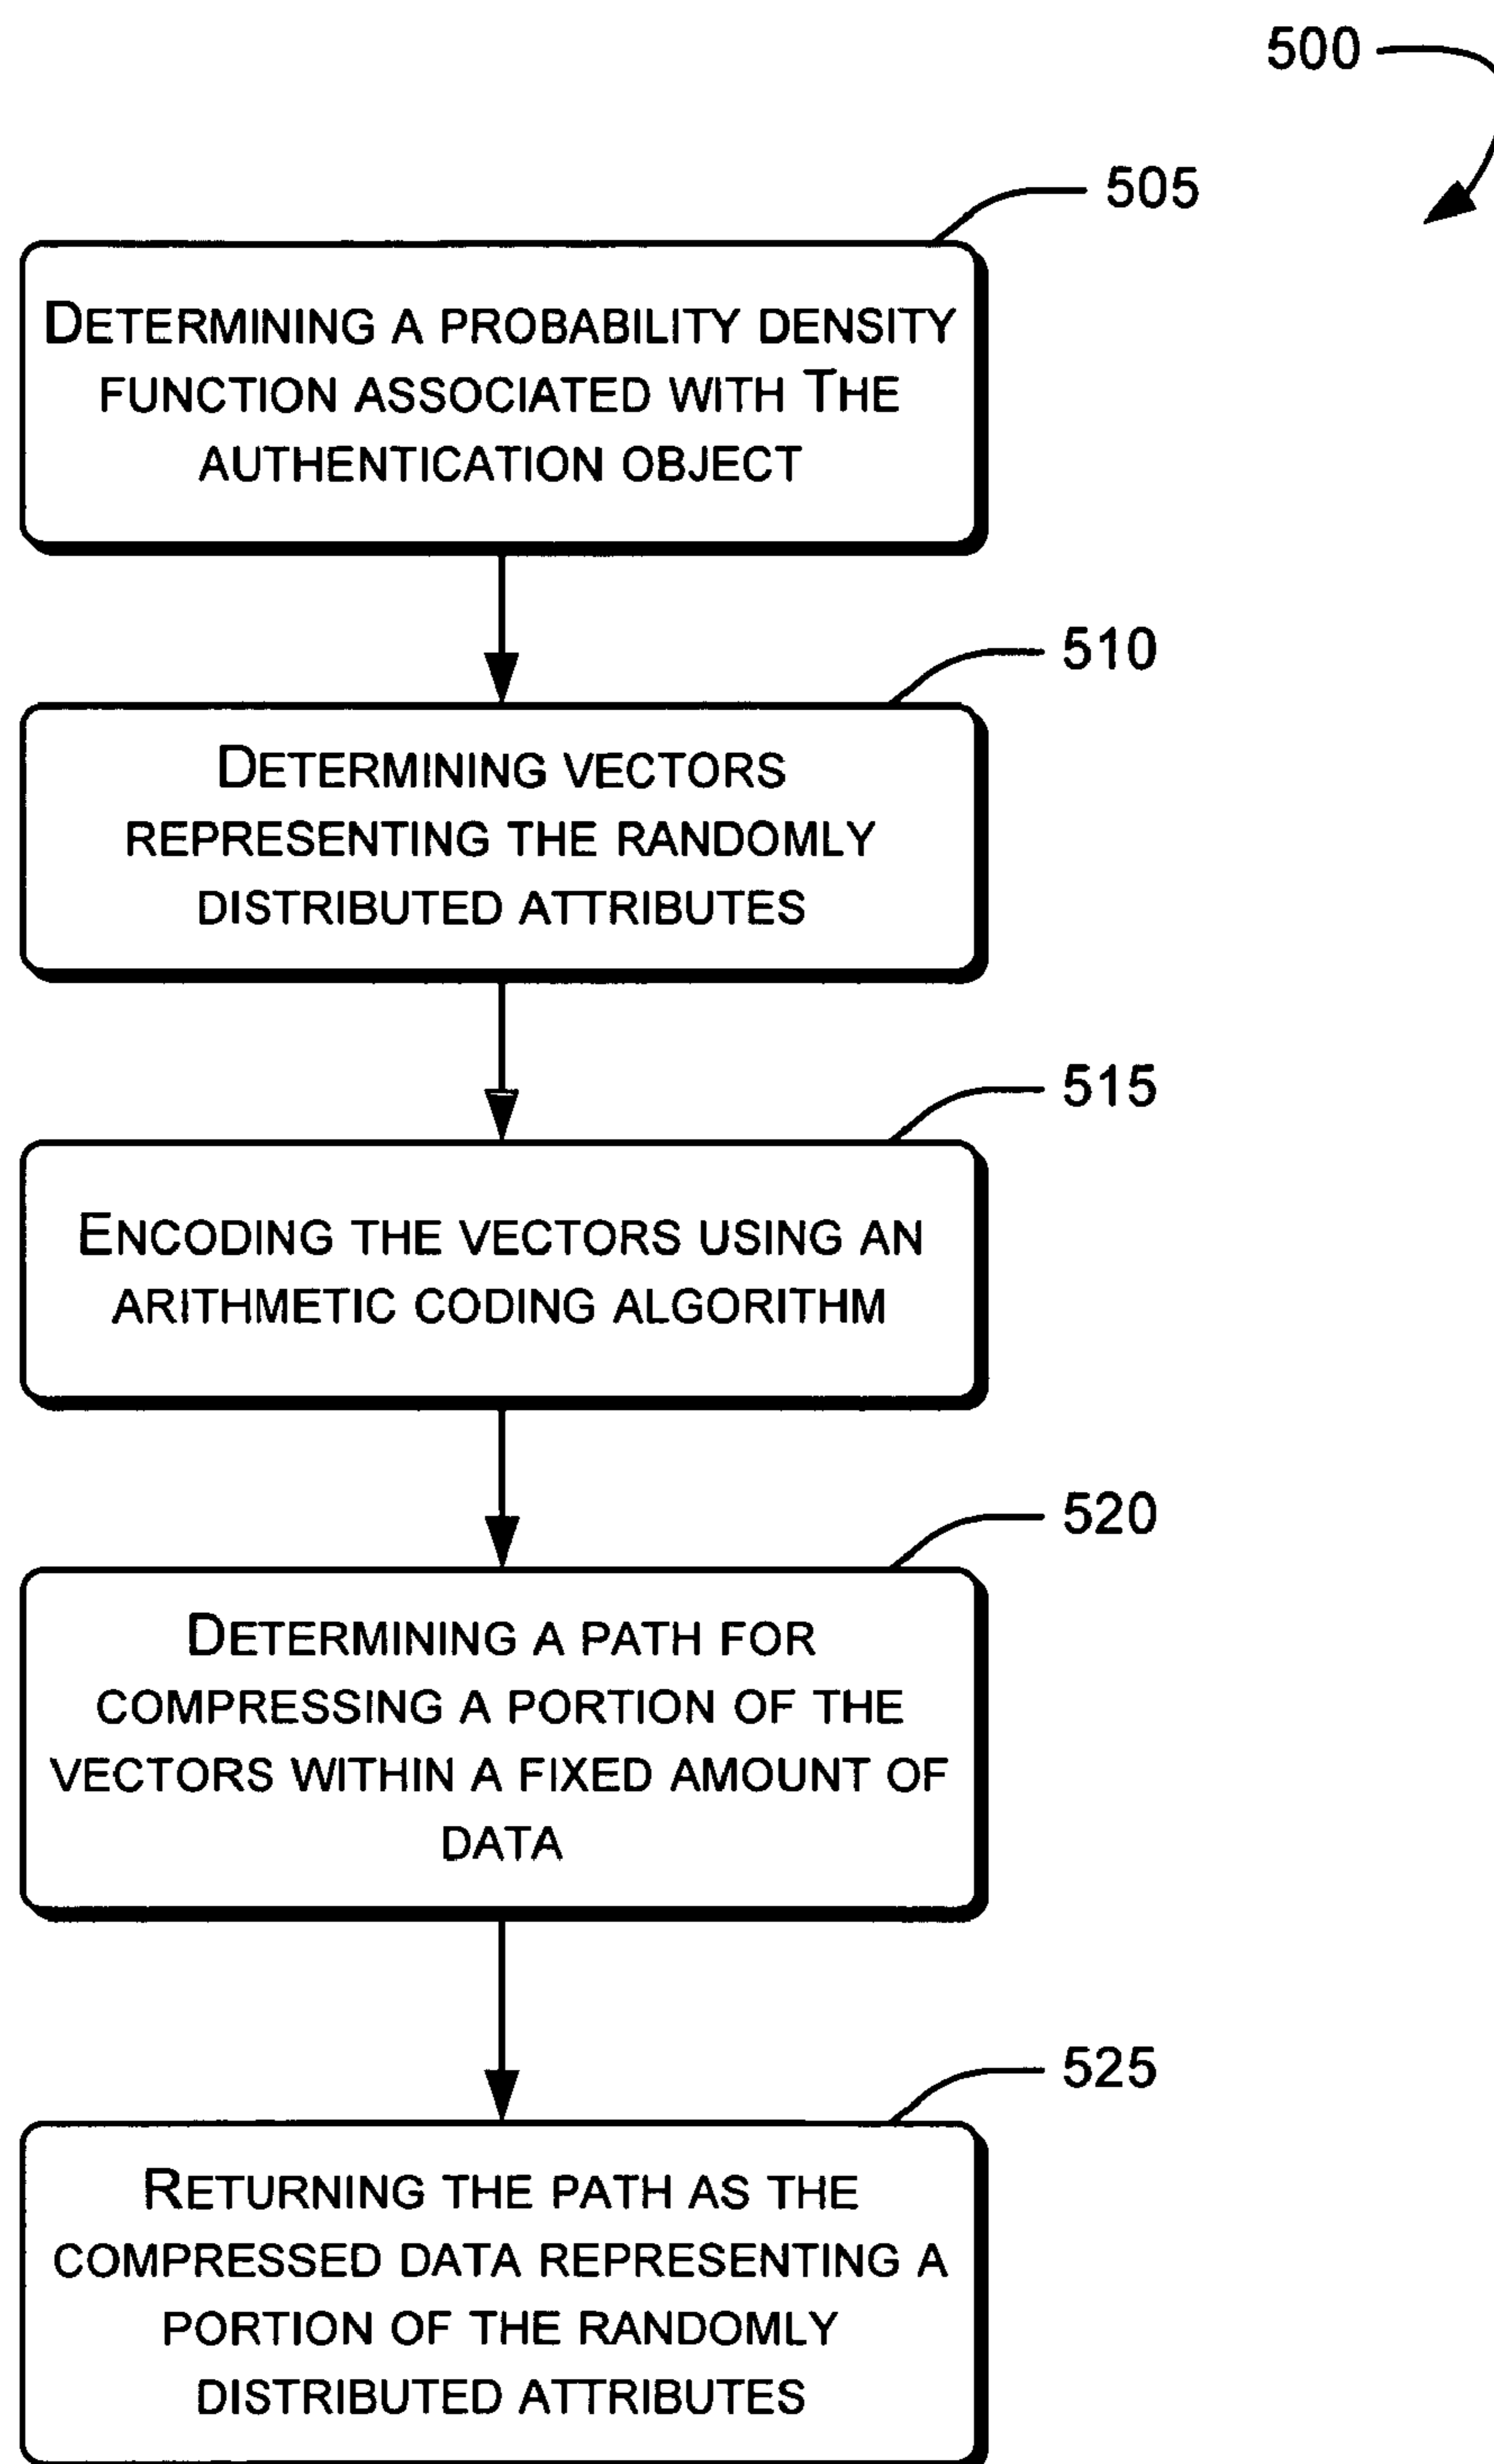 500
505
DETERMINING A PROBABILITY DENSITY
FUNCTION ASSOCIATED WITH THE
AUTHENTICATION OBJECT
510
DETERMINING VECTORS
REPRESENTING THE RANDOMLY
DISTRIBUTED ATTRIBUTES
515
ENCODING THE VECTORS USING AN
ARITHMETIC CODING ALGORITHM
520
DETERMINING A PATH FOR
COMPRESSING A PORTION OF THE
VECTORS WITHIN A FIXED AMOUNT OF
DATA
525
RETURNING THE PATH AS THE
COMPRESSED DATA REPRESENTING A
PORTION OF THE RANDOMLY
DISTRIBUTED ATTRIBUTES